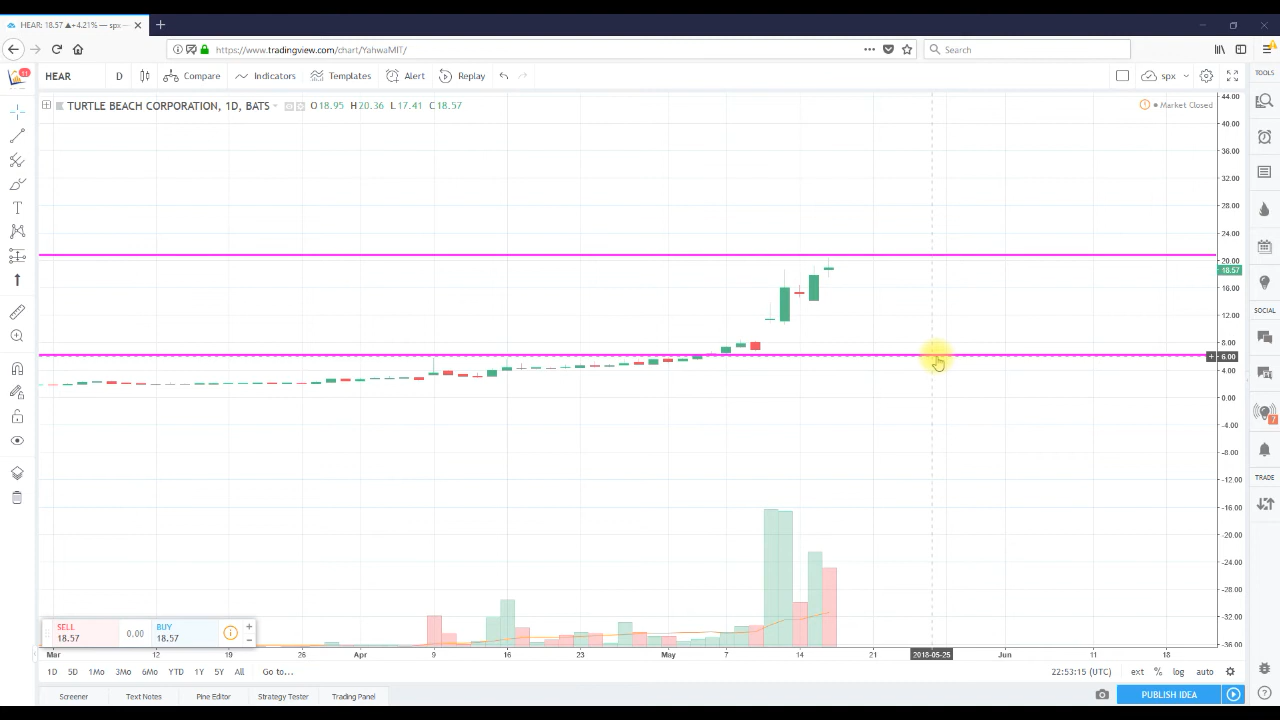 HEAR: 18.57 ▲+4.21% — spx
https://www.tradingview.com/chart/YahwaMIT/
Search
11
HEAR
D
Compare
Indicators
Templates
Alert
Replay
spx
TOOLS
TURTLE BEACH CORPORATION, 1D, BATS
O18.95 H20.36 L17.41 C18.57
Market Closed
44.00
40.00
36.00
32.00
28.00
24.00
20.00
18.57
16.00
12.00
8.00
6.00
4.00
0.00
-4.00
-8.00
-12.00
-16.00
-20.00
-24.00
-28.00
-32.00
-36.00
SOCIAL
7
TRADE
SELL
18.57
0.00
BUY
18.57
Mar
12
19
26
Apr
9
16
23
May
7
14
21
2018-05-25
Jun
11
18
1D
5D
1Mo
3Mo
6Mo
YTD
1Y
5Y
All
Go to...
22:53:15 (UTC)
ext
%
log
auto
Screener
Text Notes
Pine Editor
Strategy Tester
Trading Panel
PUBLISH IDEA